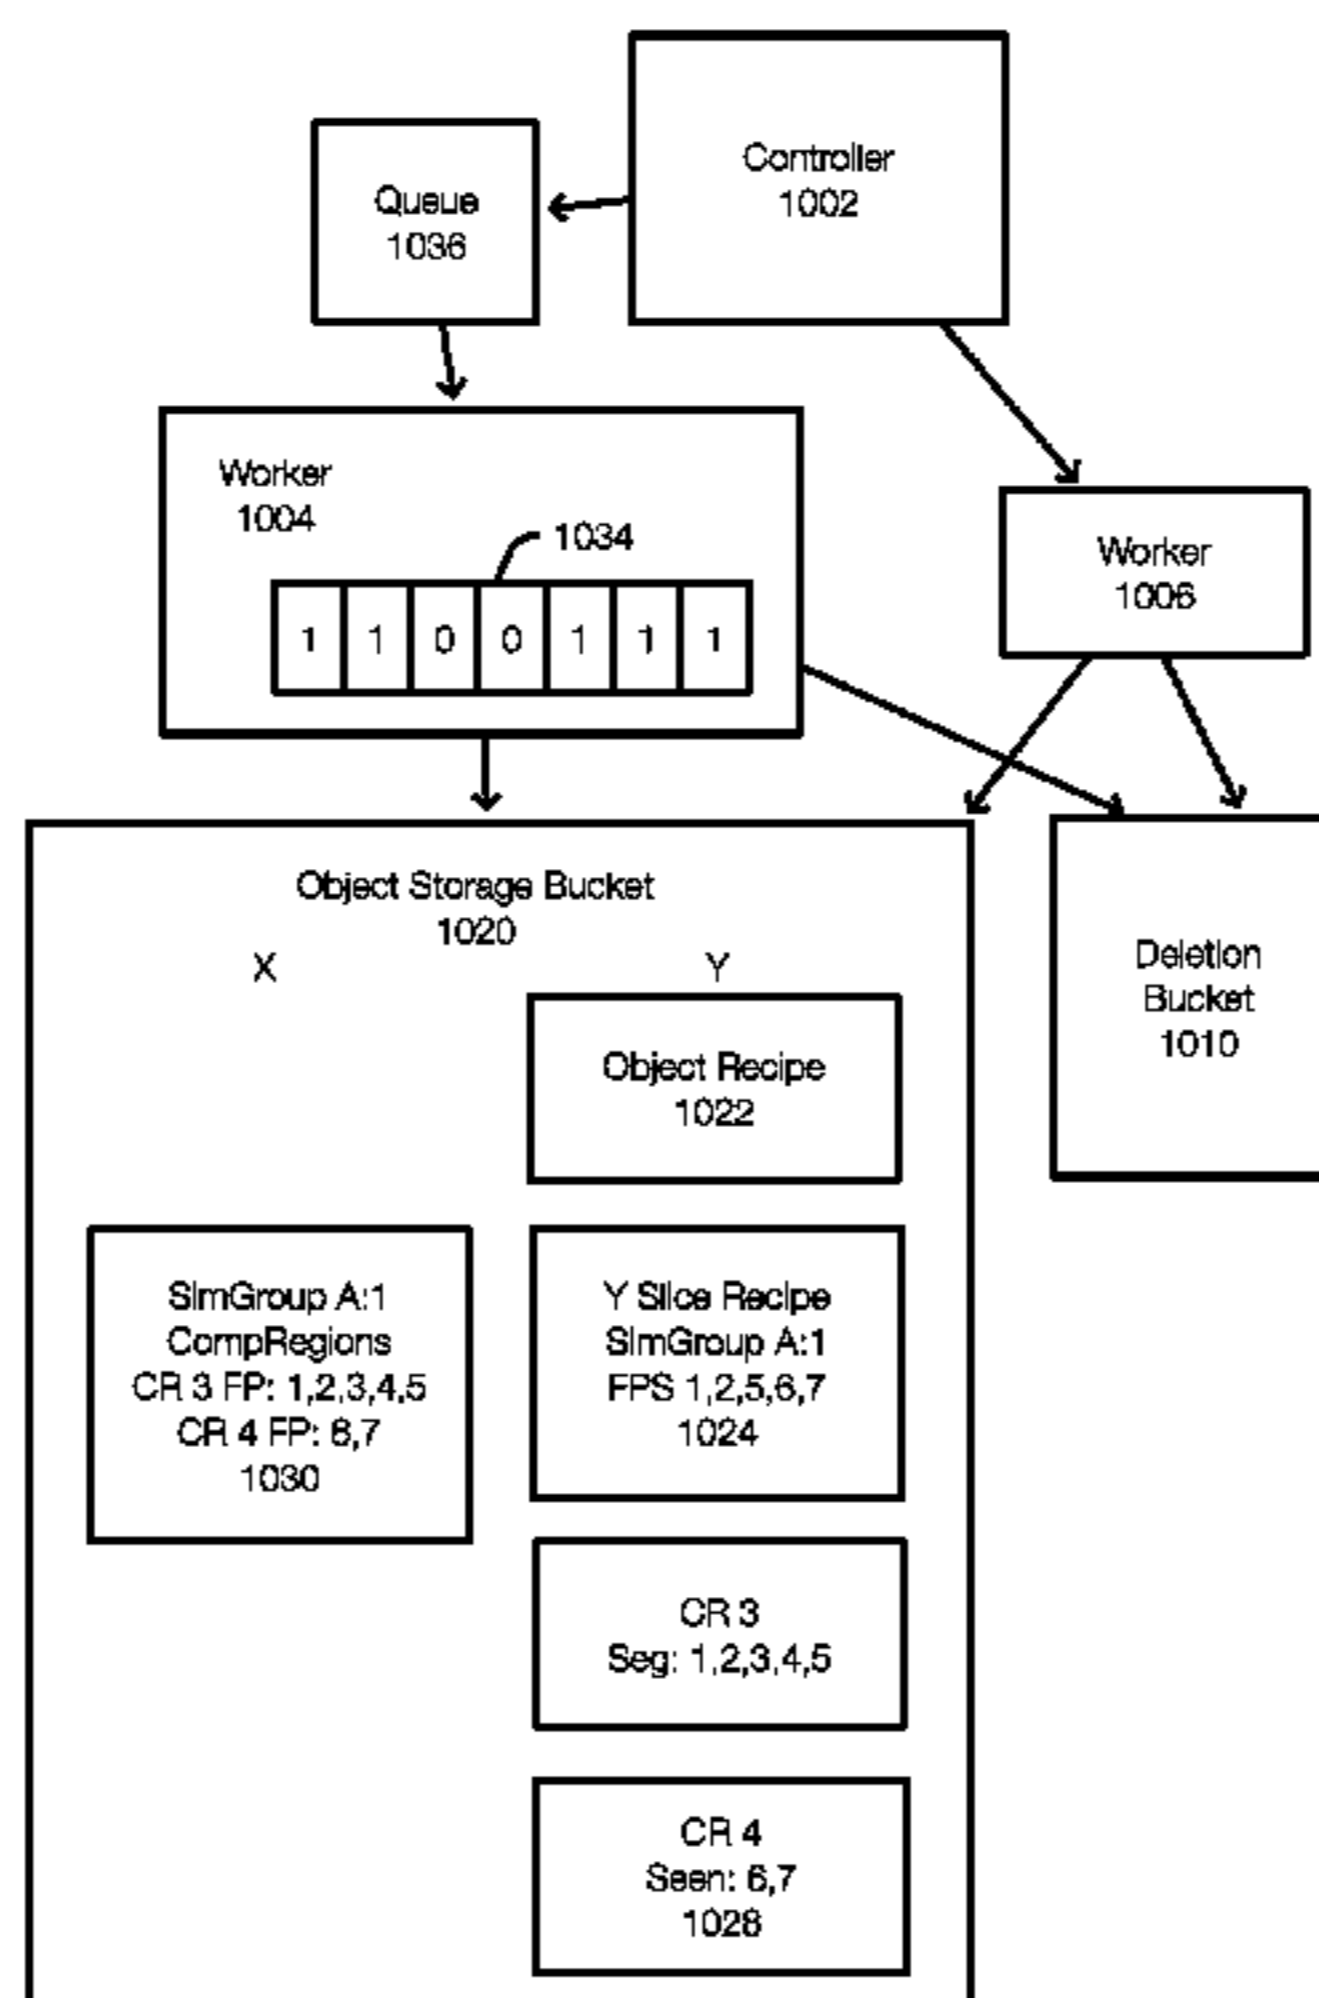 Controller
1002
Queue
1036
Worker
1004
1034
1 1 0 0 1 1 1
Worker
1006
Object Storage Bucket
1020
X
Y
Object Recipe
1022
Deletion
Bucket
1010
SimGroup A:1
CompRegions
CR 3 FP: 1,2,3,4,5
CR 4 FP: 6,7
1030
Y Slice Recipe
SimGroup A:1
FPS 1,2,5,6,7
1024
CR 3
Seg: 1,2,3,4,5
CR 4
Seen: 6,7
1028